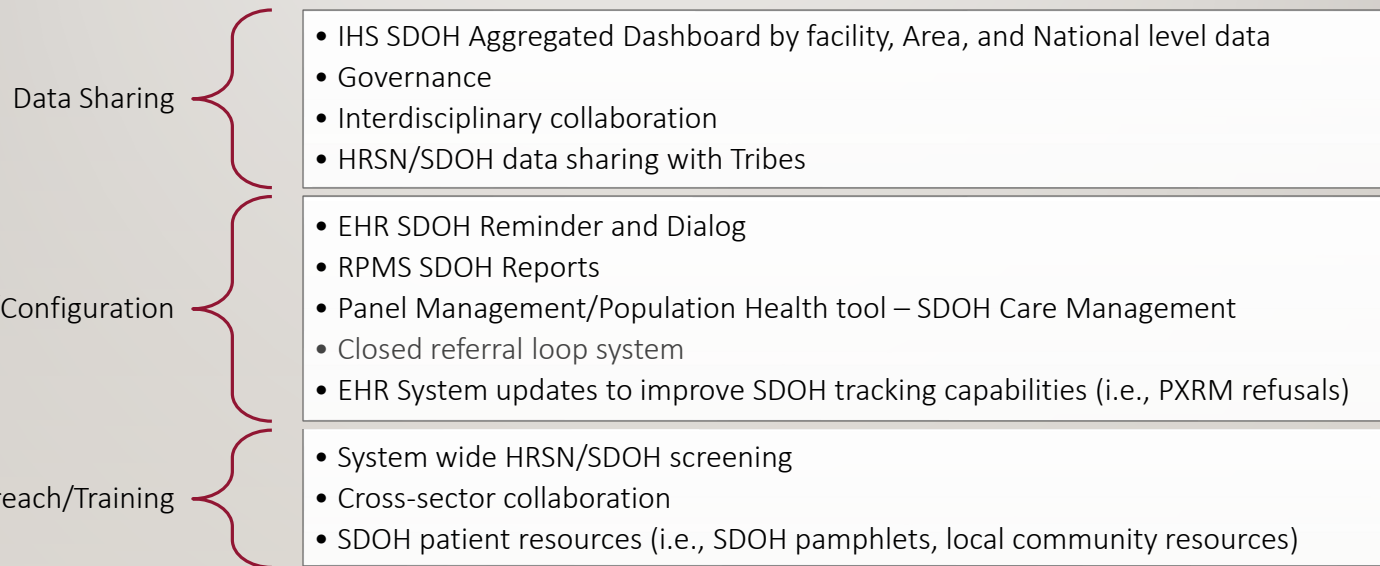 Data Sharing
• IHS SDOH Aggregated Dashboard by facility, Area, and National level data
• Governance
• Interdisciplinary collaboration
• HRSN/SDOH data sharing with Tribes
Configuration
• EHR SDOH Reminder and Dialog
• RPMS SDOH Reports
• Panel Management/Population Health tool – SDOH Care Management
• Closed referral loop system
• EHR System updates to improve SDOH tracking capabilities (i.e., PXRM refusals)
reach/Training
• System wide HRSN/SDOH screening
• Cross-sector collaboration
• SDOH patient resources (i.e., SDOH pamphlets, local community resources)